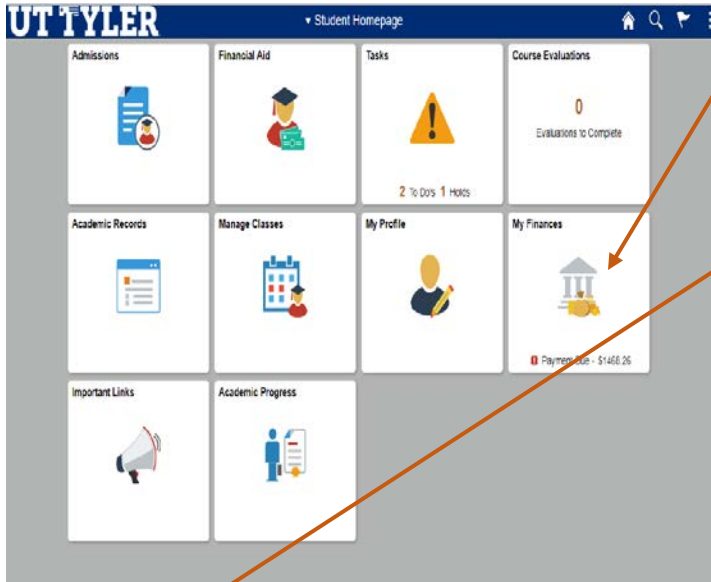 UT TYLER
▾ Student Homepage
Admissions
Financial Aid
Tasks
Course Evaluations
0
Evaluations to Complete
2 To Do's 1 Holds
Academic Records
Manage Classes
My Profile
My Finances
Payment Due - $1468.26
Important Links
Academic Progress